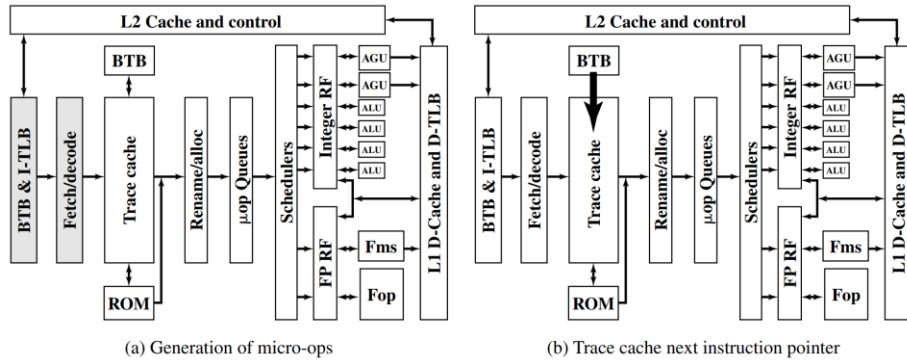 L2 Cache and control
BTB
BTB & I-TLB
Fetch/decode
Trace cache
ROM
Rename/alloc
μop Queues
Schedulers
Integer RF
FP RF
AGU
AGU
ALU
ALU
ALU
ALU
Fms
Fop
L1 D-Cache and D-TLB
(a) Generation of micro-ops
L2 Cache and control
BTB
BTB & I-TLB
Fetch/decode
Trace cache
ROM
Rename/alloc
μop Queues
Schedulers
Integer RF
FP RF
AGU
AGU
ALU
ALU
ALU
ALU
Fms
Fop
L1 D-Cache and D-TLB
(b) Trace cache next instruction pointer